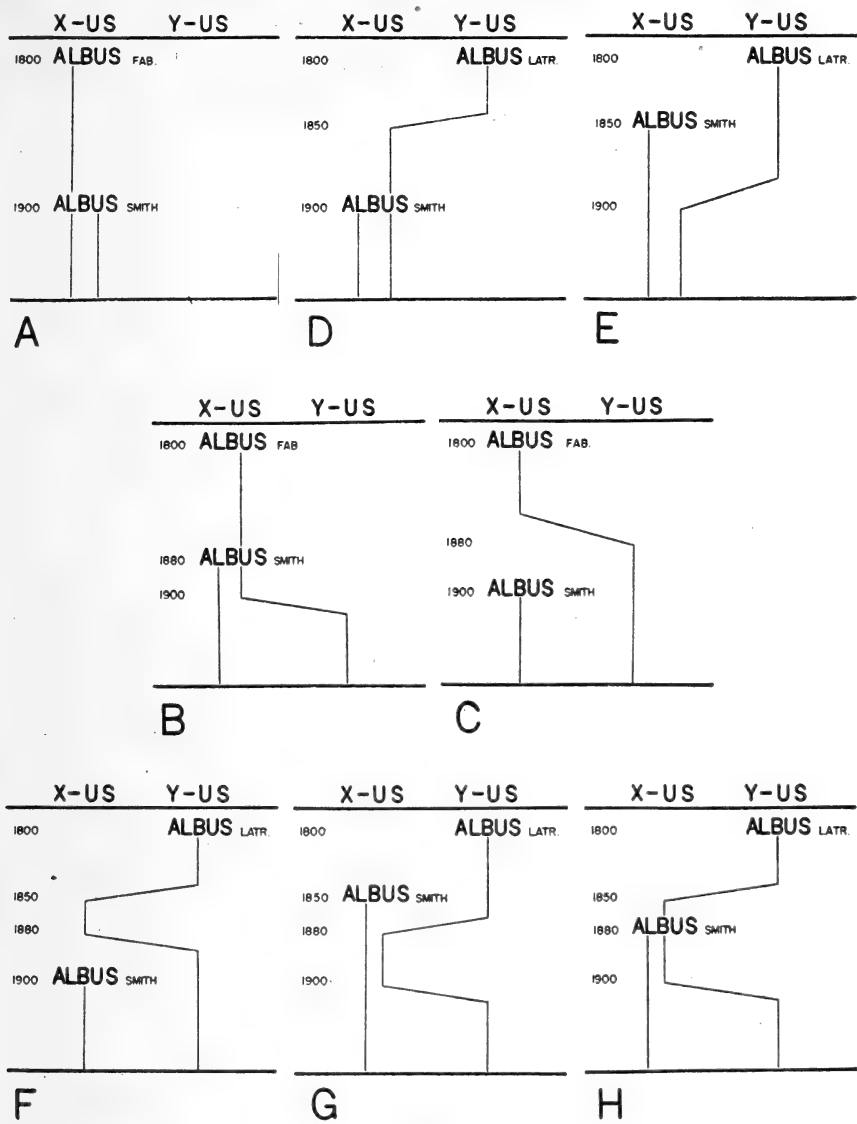 X-US Y-US
1800 ALBUS FAB.
1900 ALBUS SMITH
A
X-US Y-US
1800 ALBUS LATR.
1850
1900 ALBUS SMITH
D
X-US Y-US
1800 ALBUS LATR.
1850 ALBUS SMITH
1900
E
X-US Y-US
1800 ALBUS FAB
1880 ALBUS SMITH
1900
B
X-US Y-US
1800 ALBUS FAB.
1880
1900 ALBUS SMITH
C
X-US Y-US
1800 ALBUS LATR.
1850
1880
1900 ALBUS SMITH
F
X-US Y-US
1800 ALBUS LATR.
1850 ALBUS SMITH
1880
1900
G
X-US Y-US
1800 ALBUS LATR.
1850
1880 ALBUS SMITH
1900
H